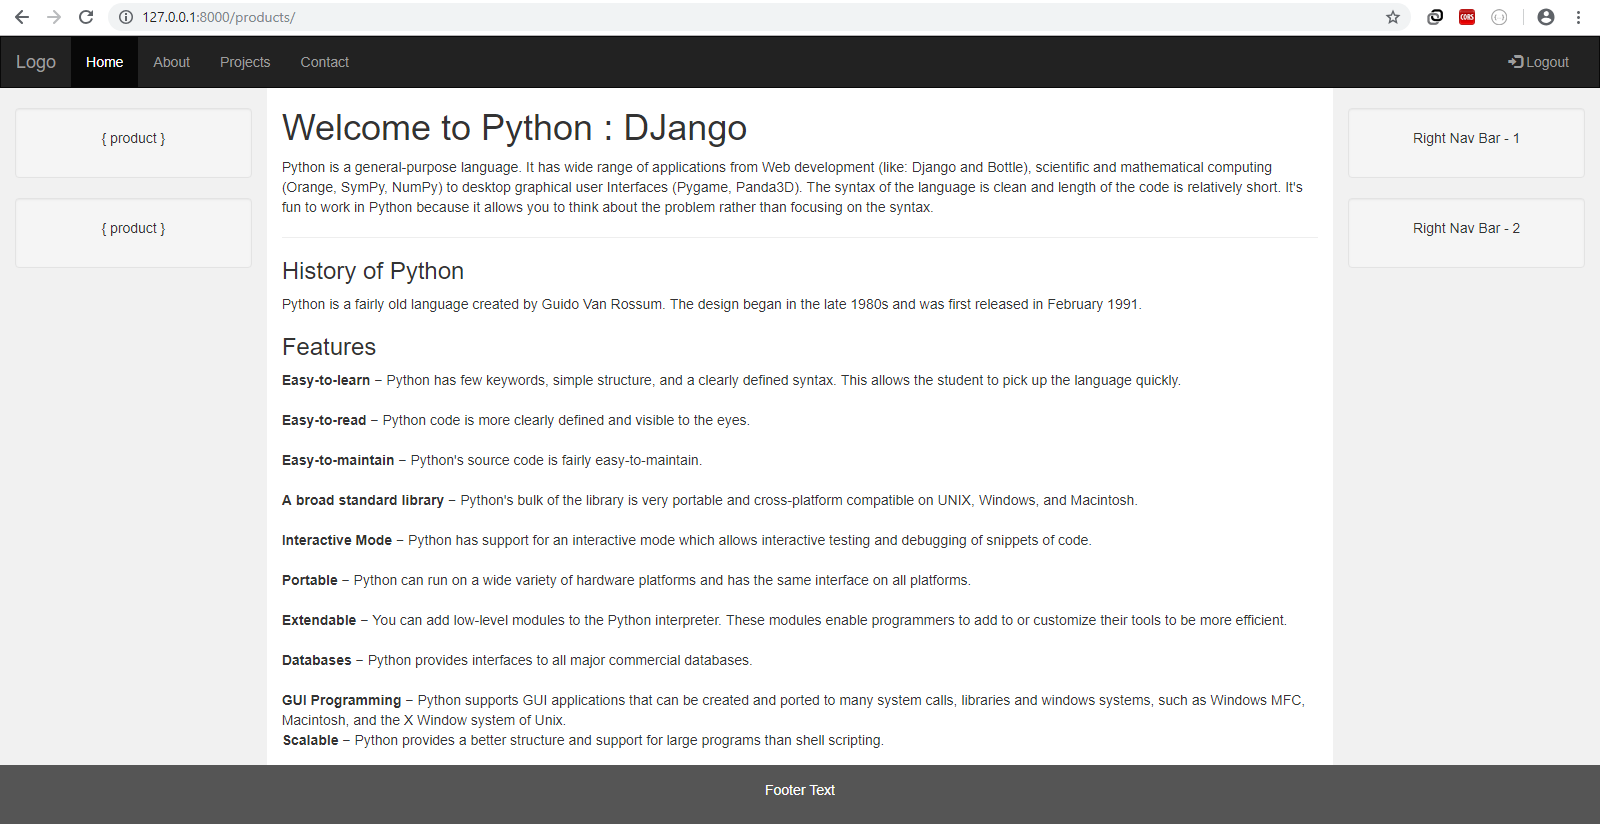 127.0.0.1:8000/products/
CORS
Logo Home About Projects Contact Logout
{ product }
{ product }
Welcome to Python : DJango
Python is a general-purpose language. It has wide range of applications from Web development (like: Django and Bottle), scientific and mathematical computing
(Orange, SymPy, NumPy) to desktop graphical user Interfaces (Pygame, Panda3D). The syntax of the language is clean and length of the code is relatively short. It's
fun to work in Python because it allows you to think about the problem rather than focusing on the syntax.
History of Python
Python is a fairly old language created by Guido Van Rossum. The design began in the late 1980s and was first released in February 1991.
Features
Easy-to-learn – Python has few keywords, simple structure, and a clearly defined syntax. This allows the student to pick up the language quickly.
Easy-to-read – Python code is more clearly defined and visible to the eyes.
Easy-to-maintain – Python's source code is fairly easy-to-maintain.
A broad standard library – Python's bulk of the library is very portable and cross-platform compatible on UNIX, Windows, and Macintosh.
Interactive Mode – Python has support for an interactive mode which allows interactive testing and debugging of snippets of code.
Portable – Python can run on a wide variety of hardware platforms and has the same interface on all platforms.
Extendable – You can add low-level modules to the Python interpreter. These modules enable programmers to add to or customize their tools to be more efficient.
Databases – Python provides interfaces to all major commercial databases.
GUI Programming – Python supports GUI applications that can be created and ported to many system calls, libraries and windows systems, such as Windows MFC,
Macintosh, and the X Window system of Unix.
Scalable – Python provides a better structure and support for large programs than shell scripting.
Right Nav Bar - 1
Right Nav Bar - 2
Footer Text